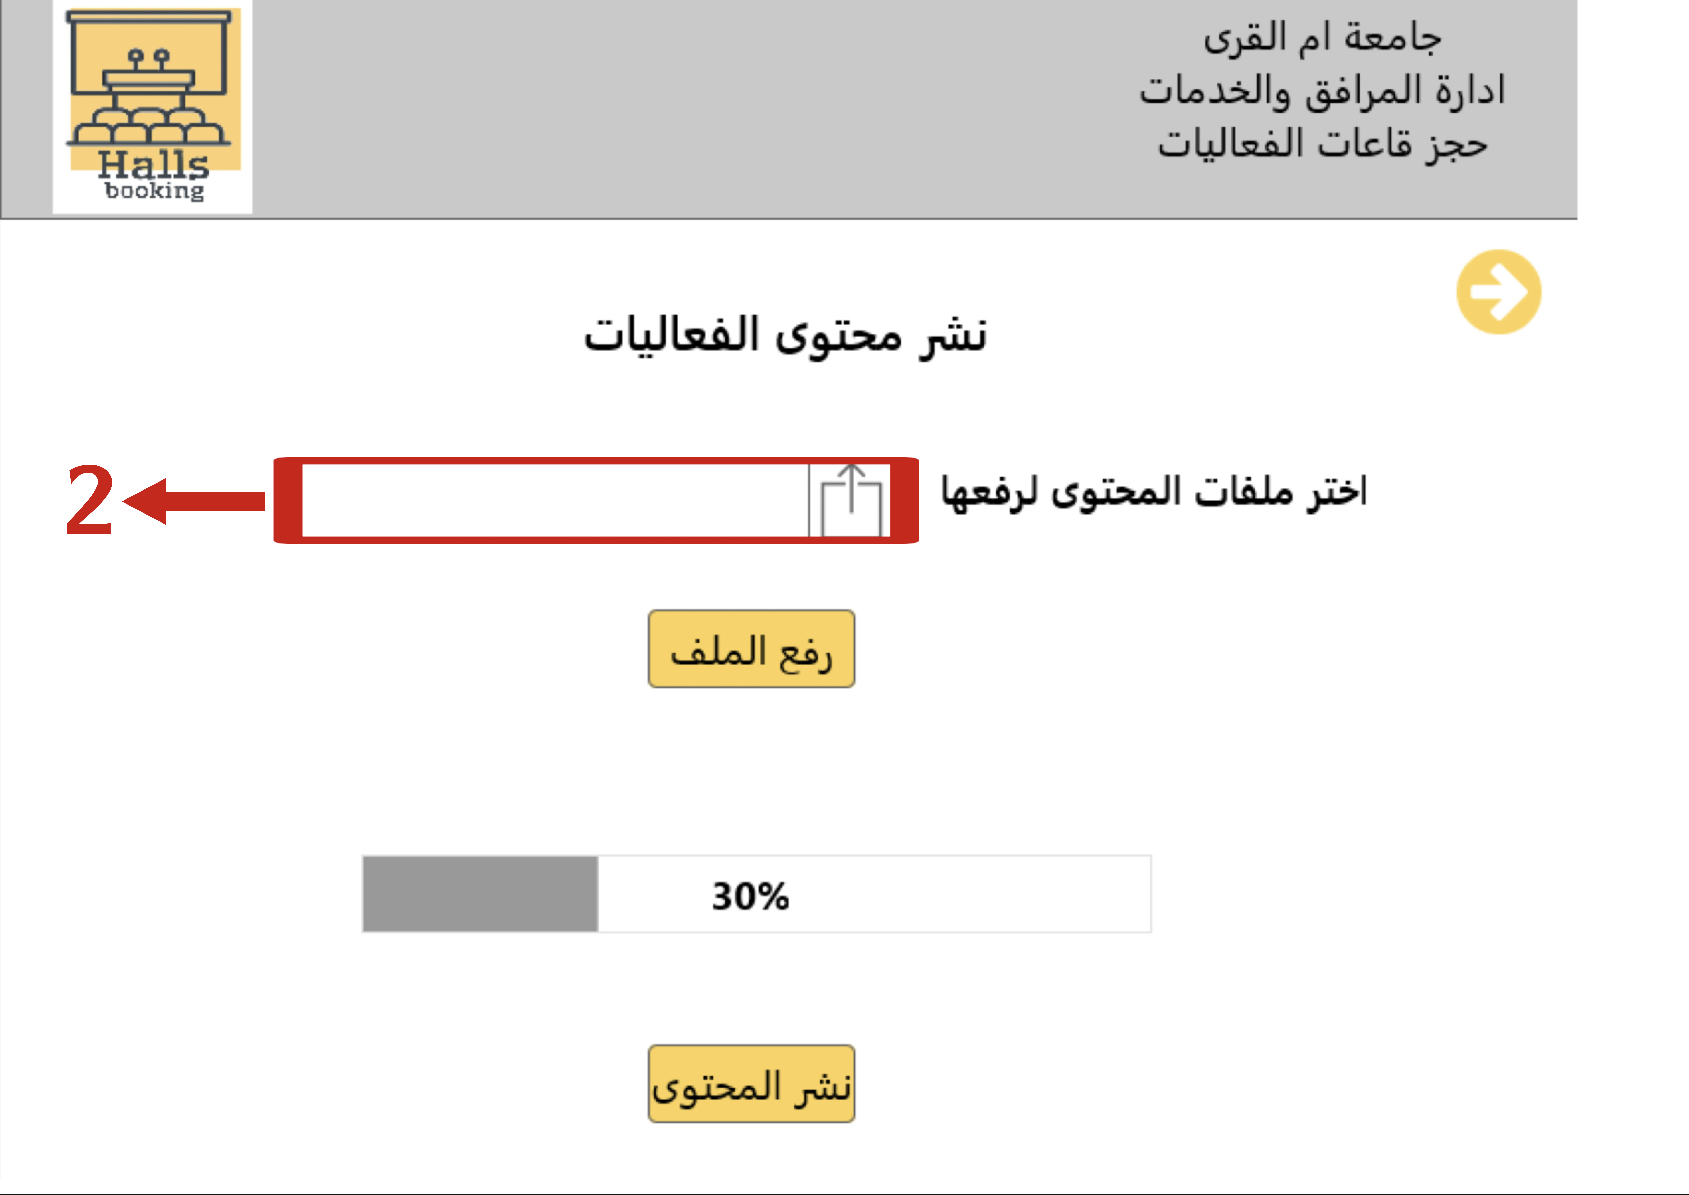 جامعة ام القرى
ادارة المرافق والخدمات
حجز قاعات الفعاليات
Halls
booking
نشر محتوى الفعاليات
اختر ملفات المحتوى لرفعها
2
رفع الملف
30%
نشر المحتوى